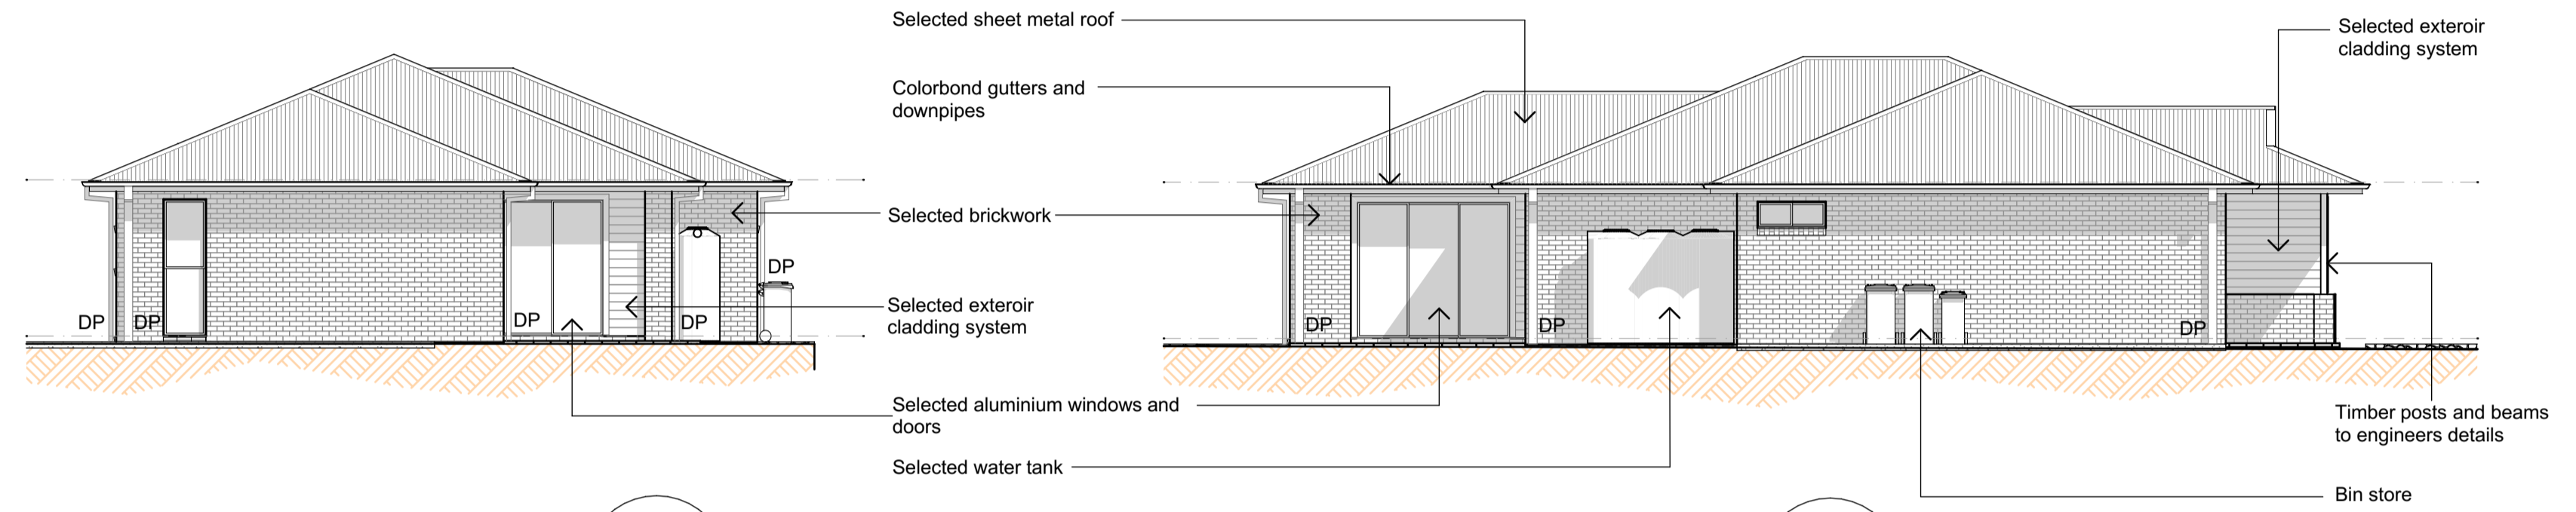 Selected sheet metal roof
Selected exteroir
cladding system
Colorbond gutters and
downpipes
Selected brickwork
DP
Selected exteroir
cladding system
DP
DP
DP
DP
DP
DP
DP
Selected aluminium windows and
doors
Timber posts and beams
to engineers details
Selected water tank
Bin store